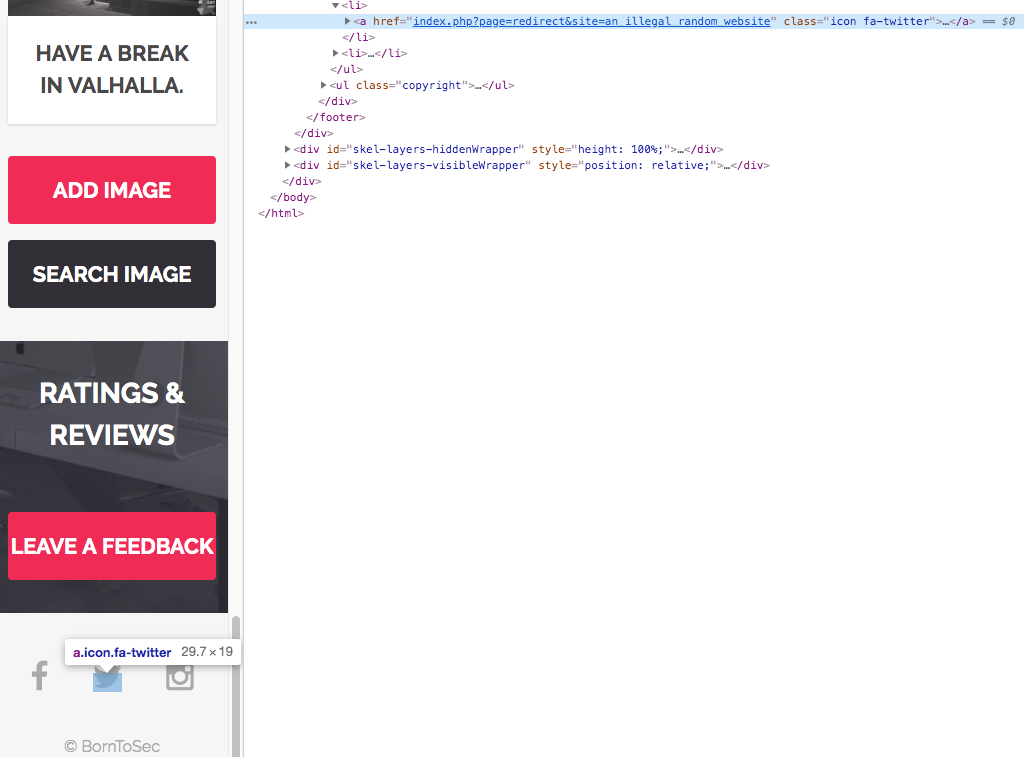 HAVE A BREAK
IN VALHALLA.
ADD IMAGE
SEARCH IMAGE
RATINGS &
REVIEWS
LEAVE A FEEDBACK
a.icon.fa-twitter 29.7 × 19
© BornToSec
▼<li>
… ▶<a href="index.php?page=redirect&site=an_illegal_random_website" class="icon fa-twitter">…</a> == $0
</li>
▶<li>…</li>
</ul>
▶<ul class="copyright">…</ul>
</div>
</footer>
</div>
▶<div id="skel-layers-hiddenWrapper" style="height: 100%;">…</div>
▶<div id="skel-layers-visibleWrapper" style="position: relative;">…</div>
</div>
</body>
</html>